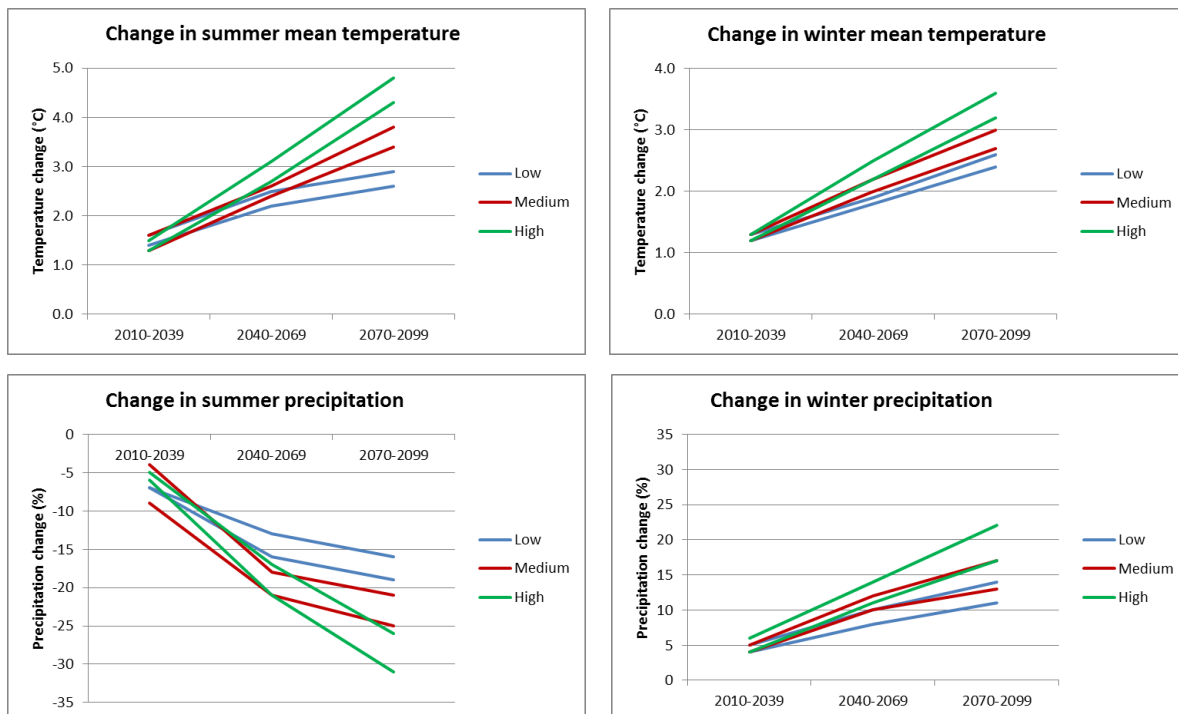 Change in summer mean temperature
Temperature change (°C)
5.0
4.0
3.0
2.0
1.0
0.0
2010-2039 2040-2069 2070-2099
Low
Medium
High
Change in winter mean temperature
Temperature change (°C)
4.0
3.0
2.0
1.0
0.0
2010-2039 2040-2069 2070-2099
Low
Medium
High
Change in summer precipitation
Precipitation change (%)
0
-5
-10
-15
-20
-25
-30
-35
2010-2039 2040-2069 2070-2099
Low
Medium
High
Change in winter precipitation
Precipitation change (%)
35
30
25
20
15
10
5
0
2010-2039 2040-2069 2070-2099
Low
Medium
High